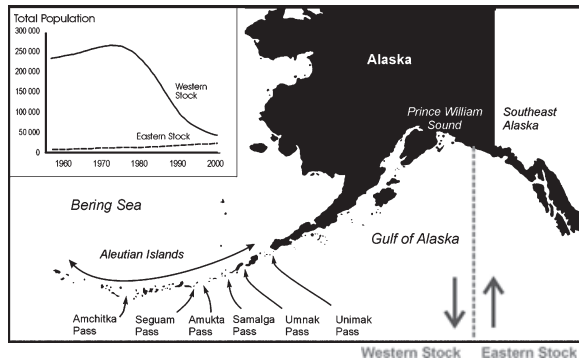 Total Population
300 000
250 000
200 000
150 000
100 000
50 000
0
Western
Stock
Eastern Stock
1960
1970
1980
1990
2000
Alaska
Prince William
Sound
Southeast
Alaska
Bering Sea
Gulf of Alaska
Aleutian Islands
Amchitka
Pass
Seguam
Pass
Amukta
Pass
Samalga
Pass
Umnak
Pass
Unimak
Pass
Western Stock
Eastern Stock